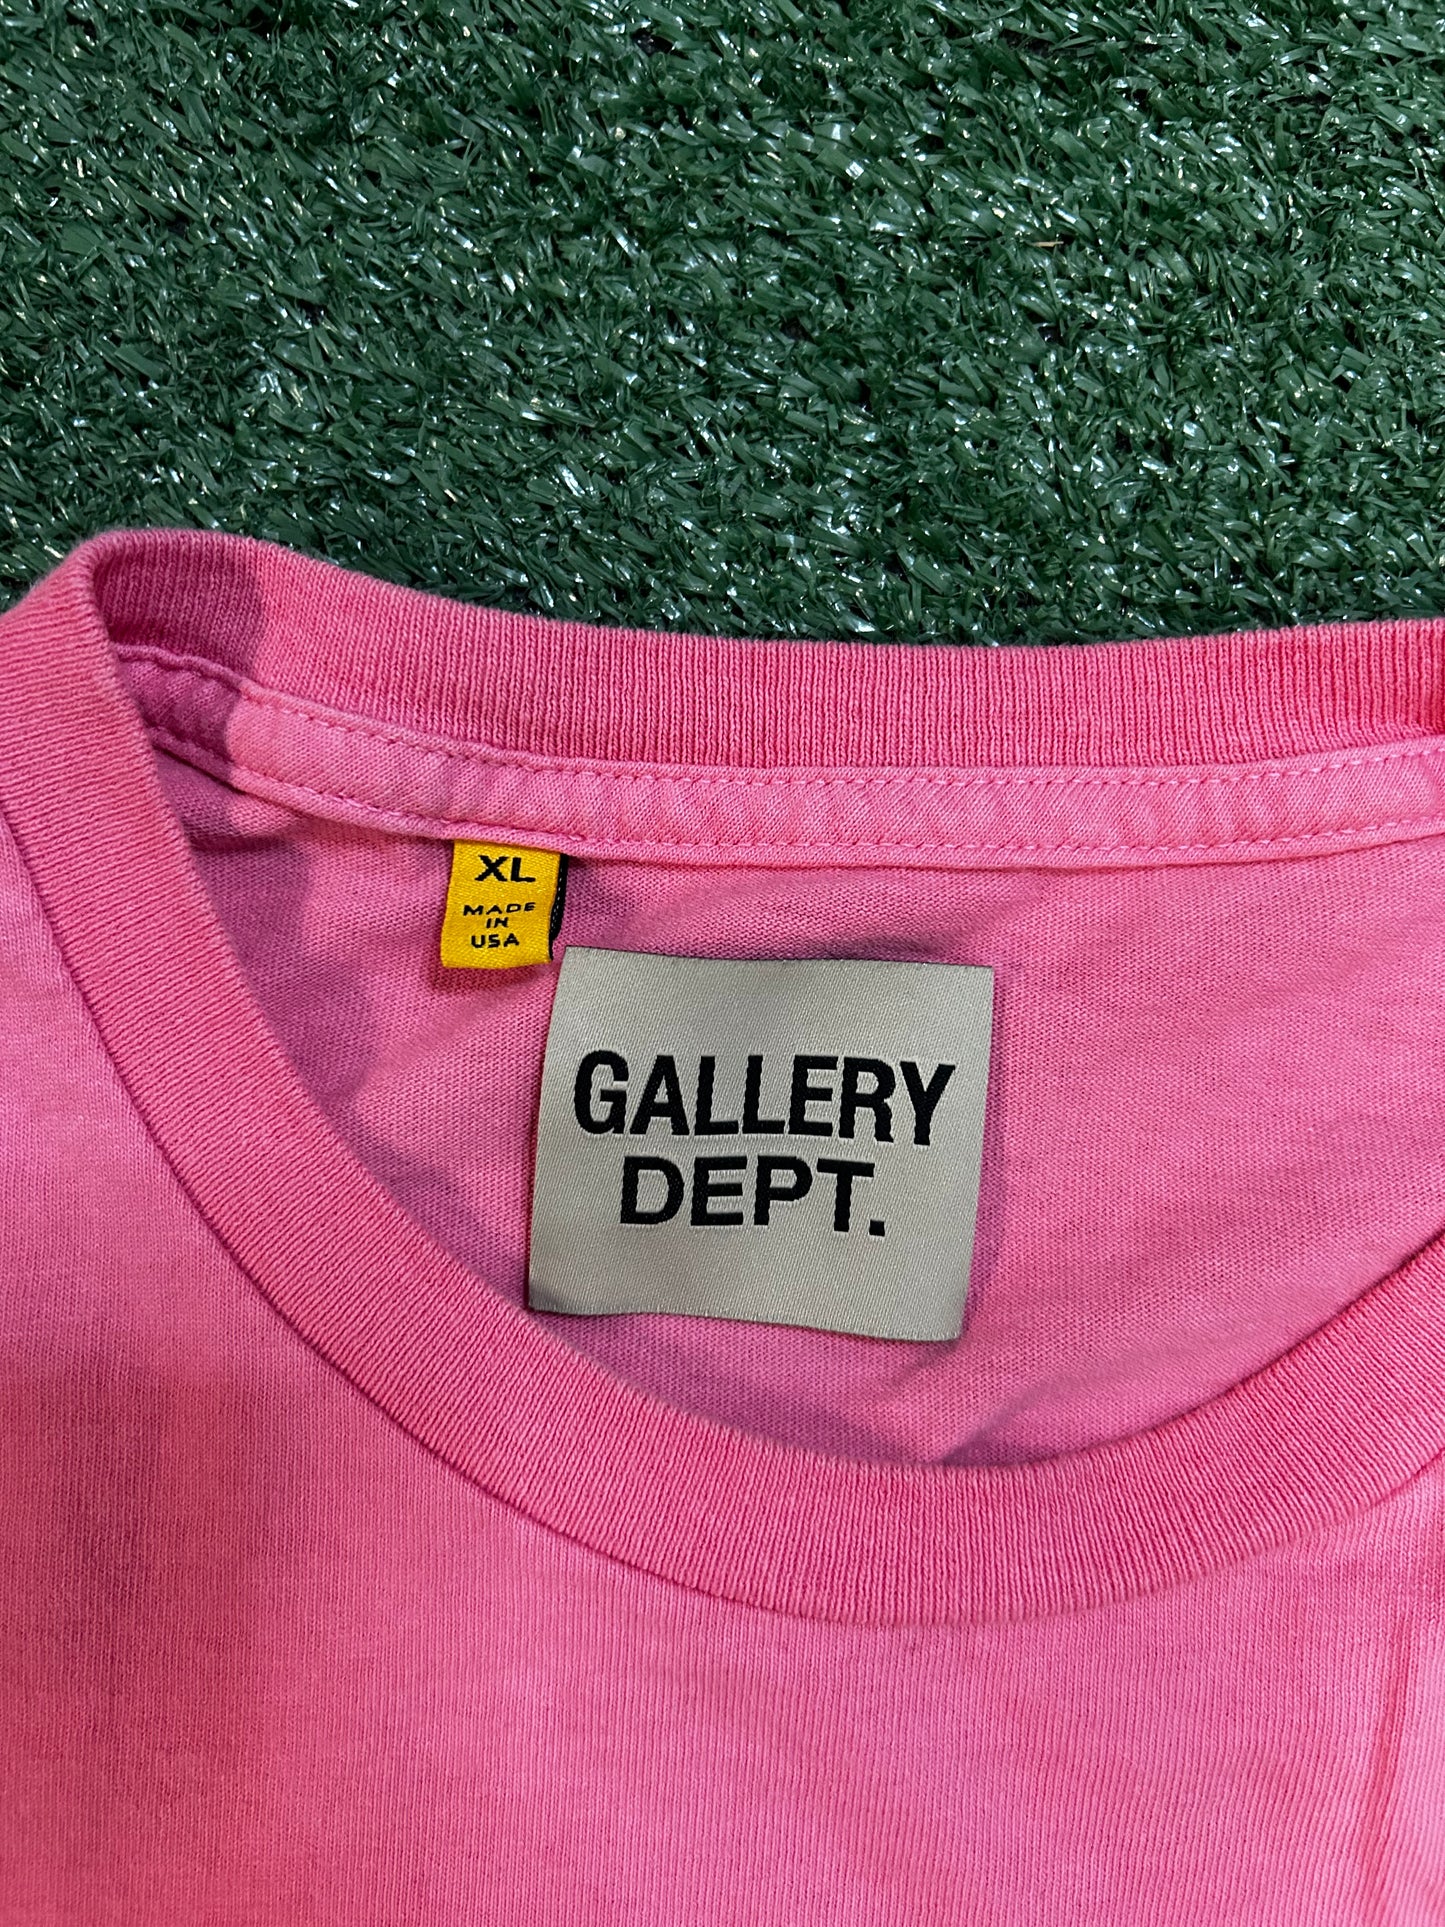 XL
MADE
IN
USA
GALLERY
DEPT.